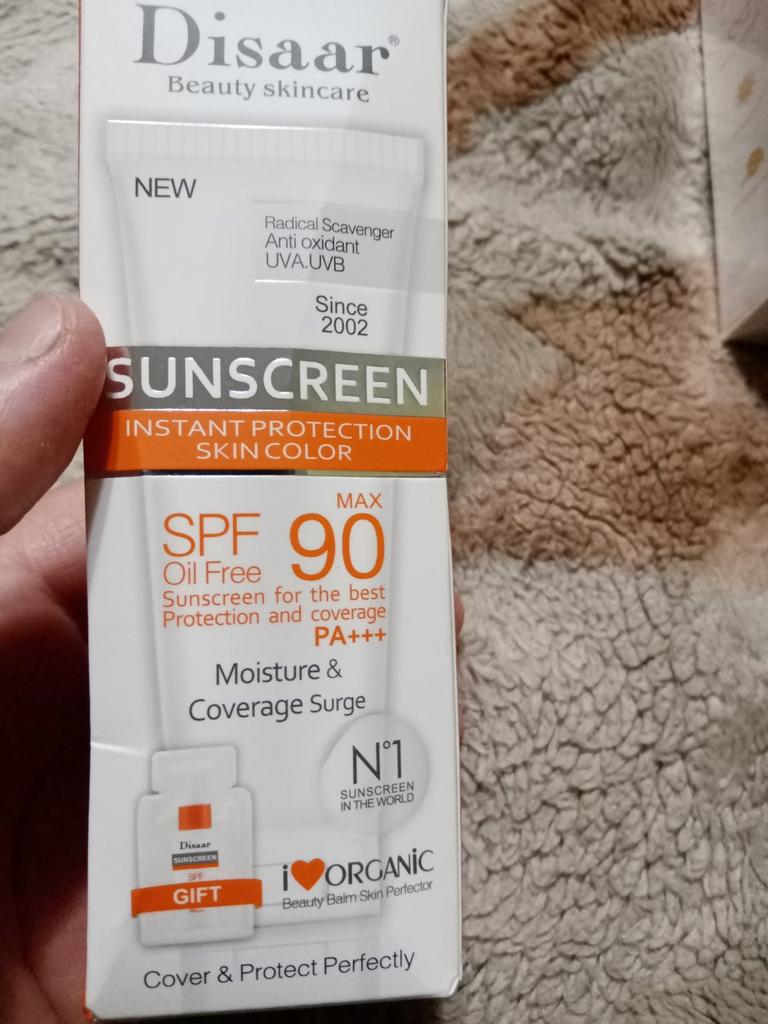 Disaar®
Beauty skincare
NEW
Radical Scavenger
Anti oxidant
UVA.UVB
Since
2002
SUNSCREEN
INSTANT PROTECTION
SKIN COLOR
MAX
SPF 90
Oil Free
Sunscreen for the best
Protection and coverage
PA+++
Moisture &
Coverage Surge
N°1
SUNSCREEN
IN THE WORLD
Disaar
SUNSCREEN
SPF
GIFT
i♥ORGANiC
Beauty Balm Skin Perfector
Cover & Protect Perfectly